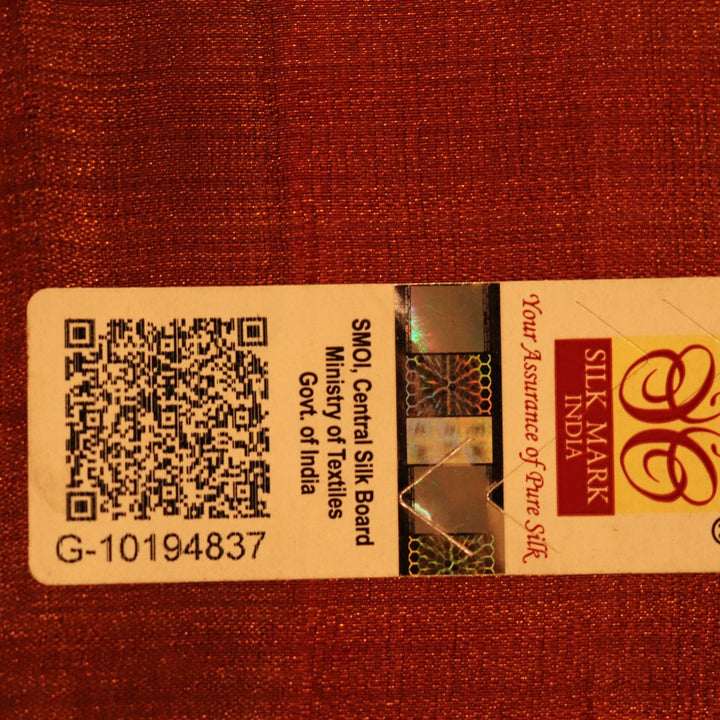 G-10194837
SMOI, Central Silk Board
Ministry of Textiles
Govt. of India
Your Assurance of Pure Silk
SILK MARK
INDIA
®